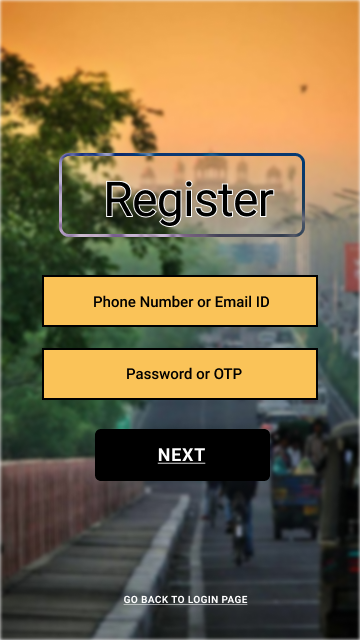 Register
Phone Number or Email ID
Password or OTP
NEXT
GO BACK TO LOGIN PAGE